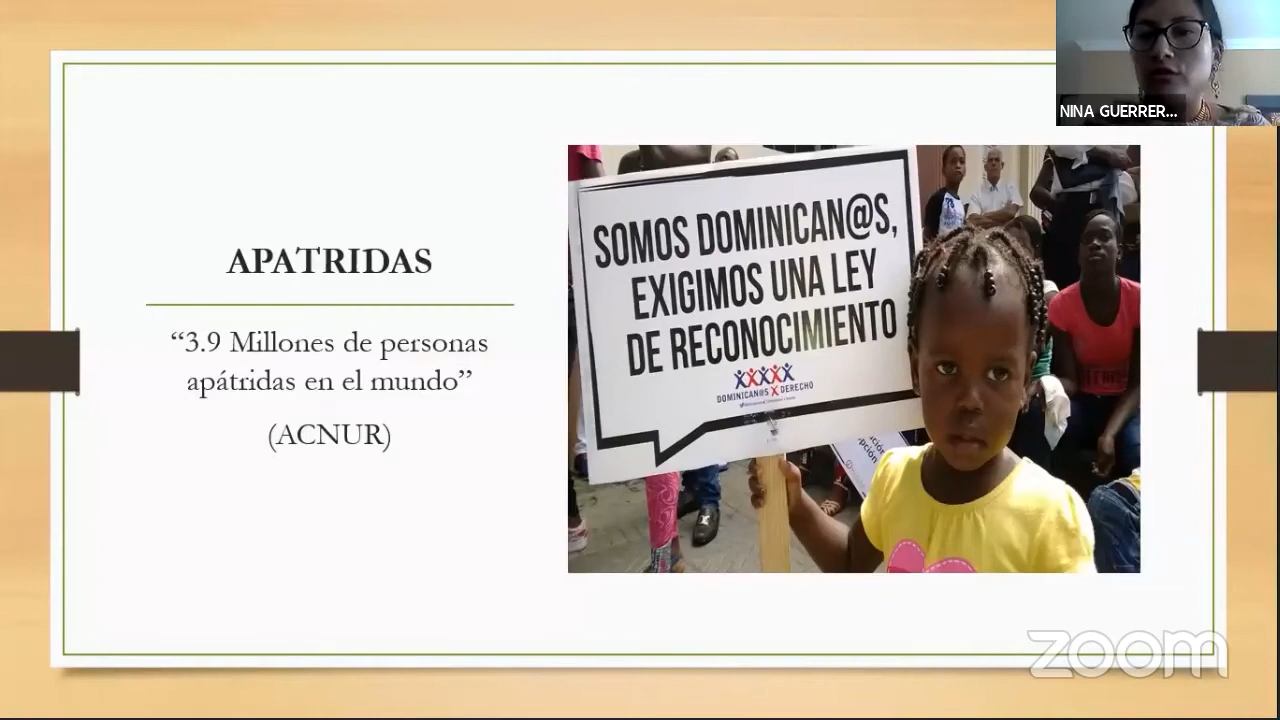 NINA GUERRER...
APATRIDAS
“3.9 Millones de personas
apátridas en el mundo”
(ACNUR)
SOMOS DOMINICAN@S,
EXIGIMOS UNA LEY
DE RECONOCIMIENTO
DOMINICAN@S X DERECHO
zoom